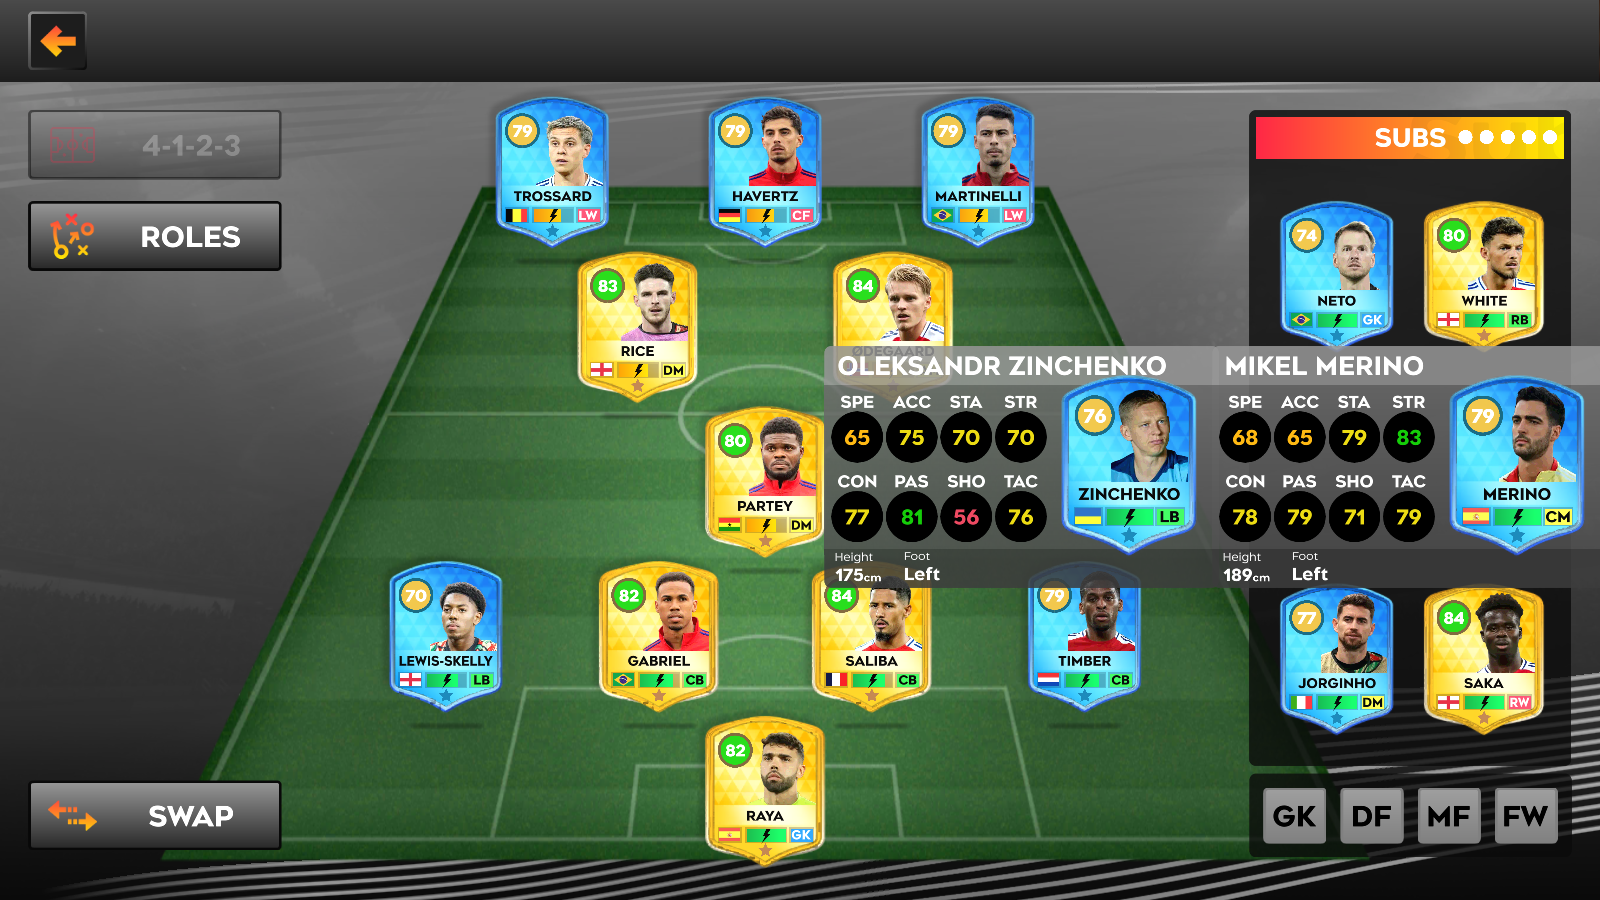 4-1-2-3
ROLES
SUBS
79
TROSSARD
LW
79
HAVERTZ
CF
79
MARTINELLI
LW
83
RICE
DM
84
ØDEGAARD
74
NETO
GK
80
WHITE
RB
80
PARTEY
DM
OLEKSANDR ZINCHENKO
SPE ACC STA STR
65 75 70 70
CON PAS SHO TAC
77 81 56 76
Height Foot
175cm Left
76
ZINCHENKO
LB
MIKEL MERINO
SPE ACC STA STR
68 65 79 83
CON PAS SHO TAC
78 79 71 79
Height Foot
189cm Left
79
MERINO
CM
70
LEWIS-SKELLY
LB
82
GABRIEL
CB
84
SALIBA
CB
79
TIMBER
CB
77
JORGINHO
DM
84
SAKA
RW
82
RAYA
GK
SWAP
GK DF MF FW